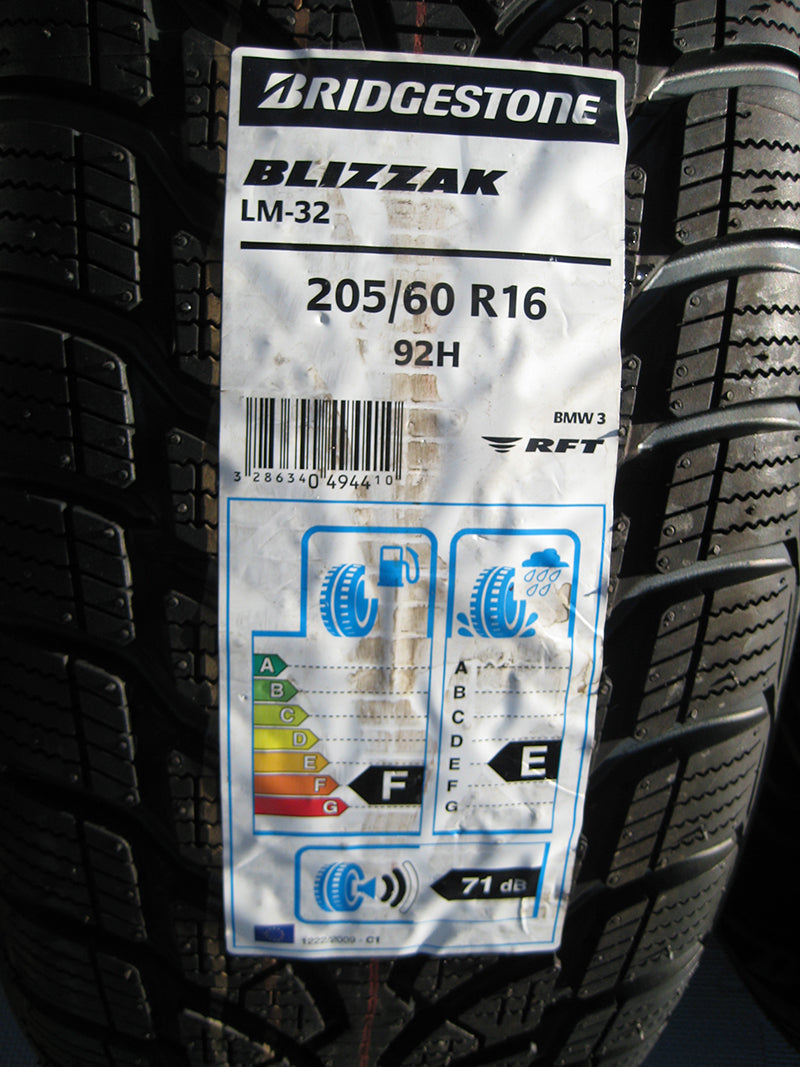 BRIDGESTONE
BLIZZAK
LM-32
205/60 R16
92H
BMW 3
RFT
3 286340 494410
A
B
C
D
E
F
G
F
A
B
C
D
E
F
G
E
71 dB
1222/2009 - C1